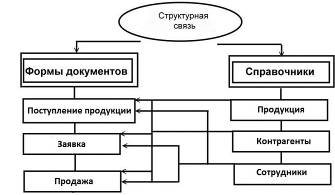 Структурная
связь
Формы документов
Справочники
Поступление продукции
Продукция
Заявка
Контрагенты
Продажа
Сотрудники